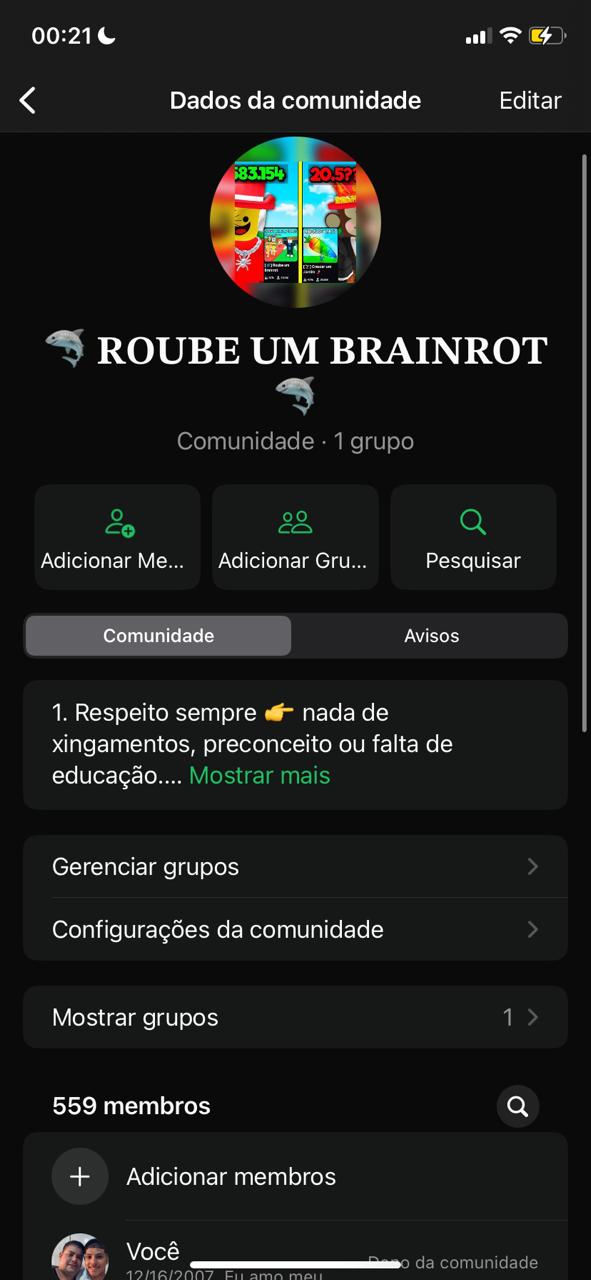 00:21
Dados da comunidade
Editar
20.5
🦈 ROUBE UM BRAINROT
🦈
Comunidade · 1 grupo
Adicionar Me...
Adicionar Gru...
Pesquisar
Comunidade
Avisos
1. Respeito sempre 👉 nada de
xingamentos, preconceito ou falta de
educação.... Mostrar mais
Gerenciar grupos
Configurações da comunidade
Mostrar grupos
1
559 membros
Adicionar membros
Você
Dono da comunidade
12/16/2007 Eu amo meu